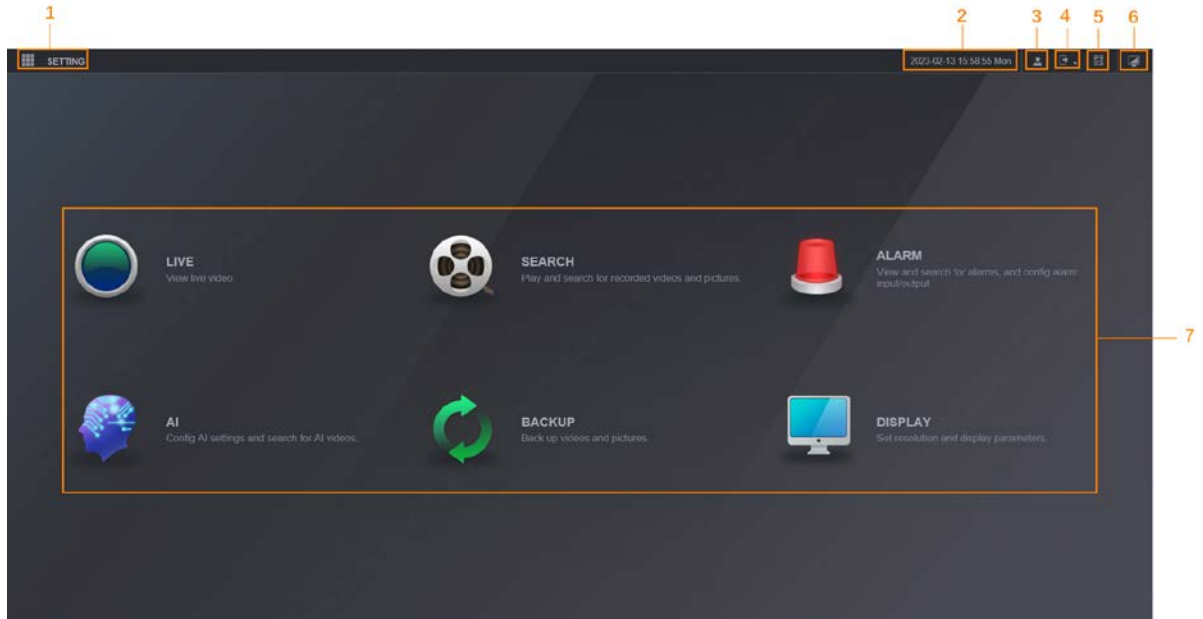 1
2
3
4
5
6
SETTING
2023-02-13 15:58:55 Mon
LIVE
View live video.
SEARCH
Play and search for recorded videos and pictures.
ALARM
View and search for alarms, and config alarm
input/output.
7
AI
Config AI settings and search for AI videos.
BACKUP
Back up videos and pictures.
DISPLAY
Set resolution and display parameters.